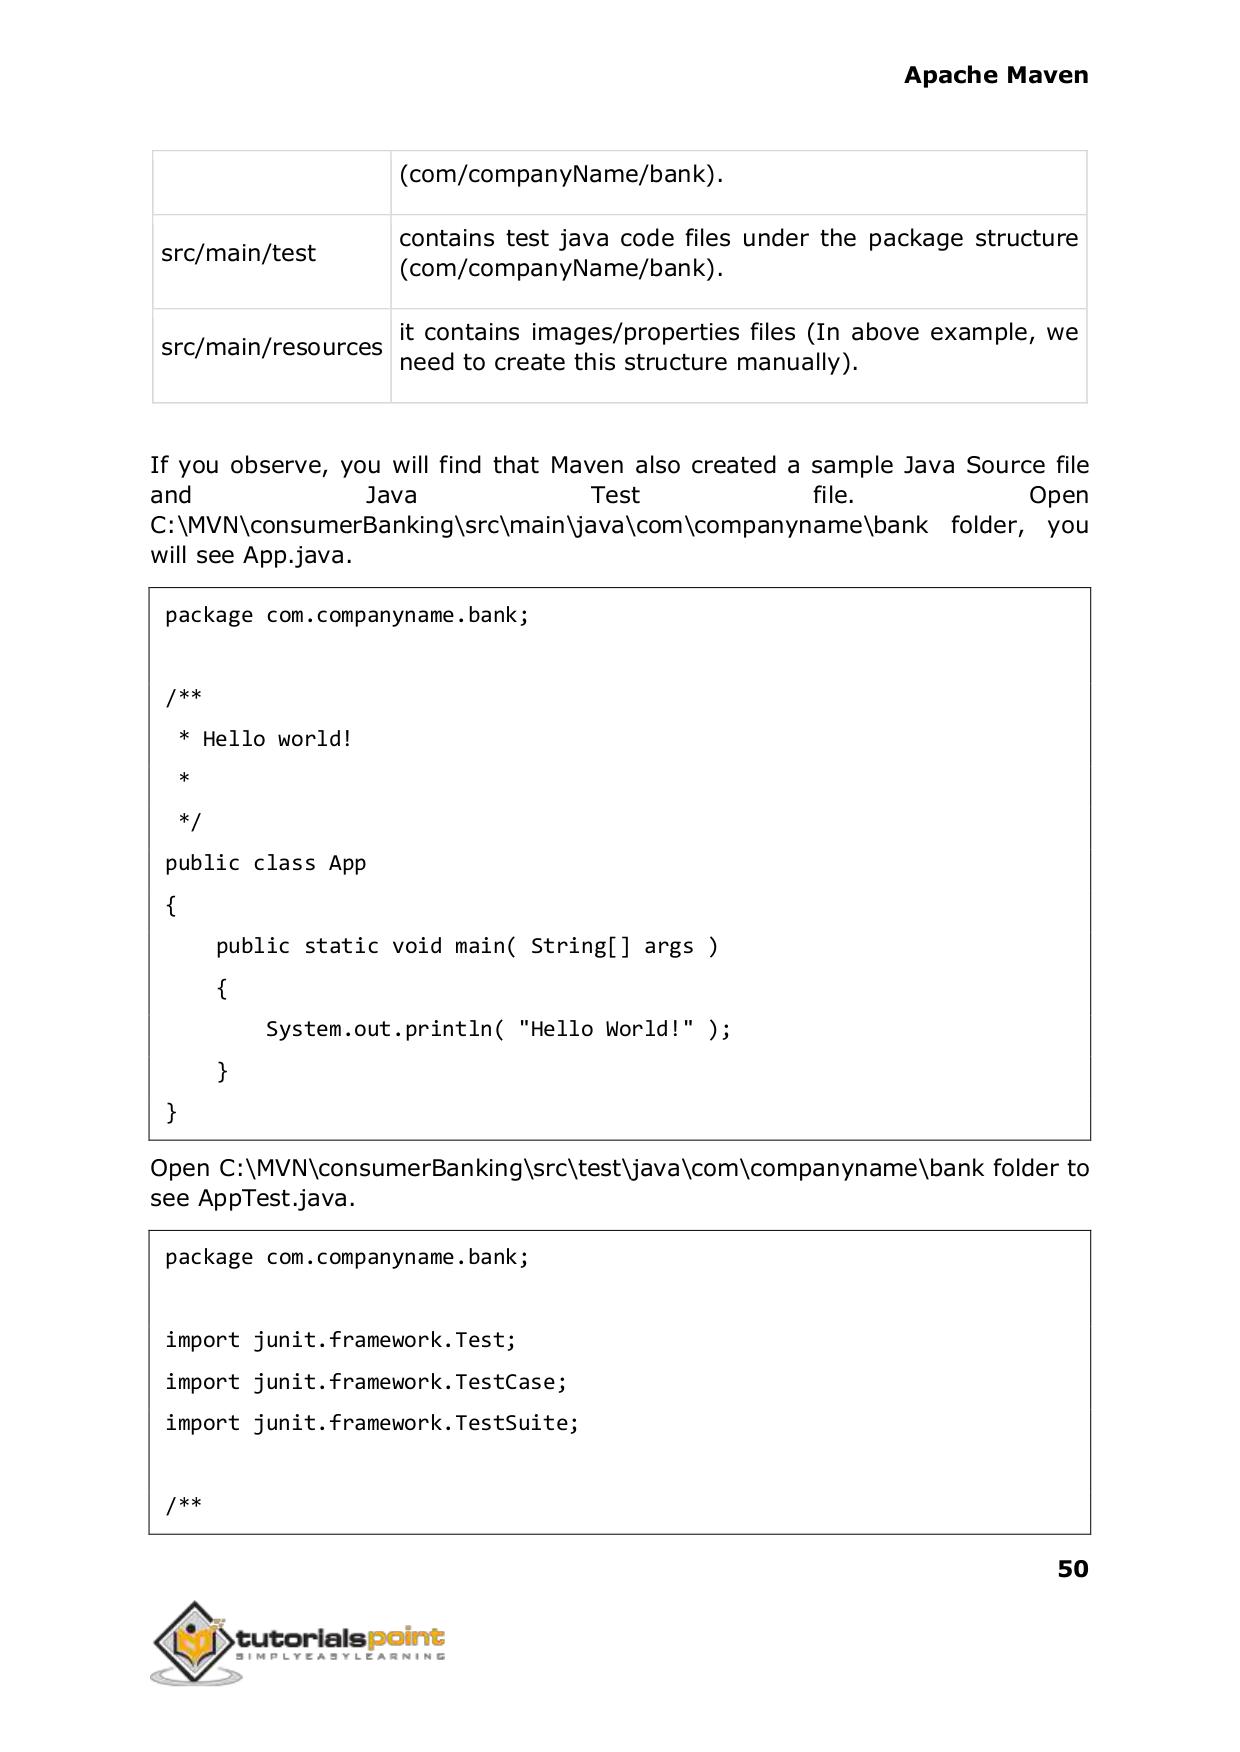 Apache Maven
(com/companyName/bank).
src/main/test
contains test java code files under the package structure
(com/companyName/bank).
src/main/resources
it contains images/properties files (In above example, we
need to create this structure manually).
If you observe, you will find that Maven also created a sample Java Source file
and Java Test file. Open
C:\MVN\consumerBanking\src\main\java\com\companyname\bank folder, you
will see App.java.
package com.companyname.bank;
/**
 * Hello world!
 *
 */
public class App
{
    public static void main( String[] args )
    {
        System.out.println( "Hello World!" );
    }
}
Open C:\MVN\consumerBanking\src\test\java\com\companyname\bank folder to
see AppTest.java.
package com.companyname.bank;
import junit.framework.Test;
import junit.framework.TestCase;
import junit.framework.TestSuite;
/**
50
tutorialspoint
SIMPLYEASYLEARNING